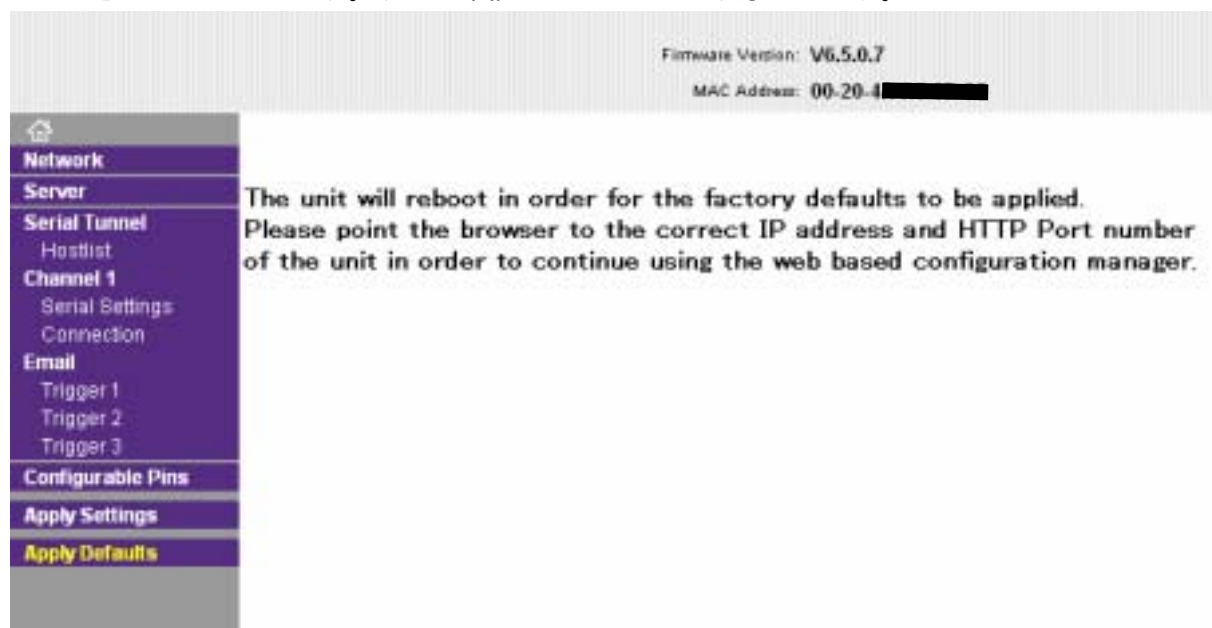 Firmware Version: V6.5.0.7
MAC Address: 00-20-4
Network
Server
Serial Tunnel
Hostlist
Channel 1
Serial Settings
Connection
Email
Trigger 1
Trigger 2
Trigger 3
Configurable Pins
Apply Settings
Apply Defaults
The unit will reboot in order for the factory defaults to be applied.
Please point the browser to the correct IP address and HTTP Port number
of the unit in order to continue using the web based configuration manager.